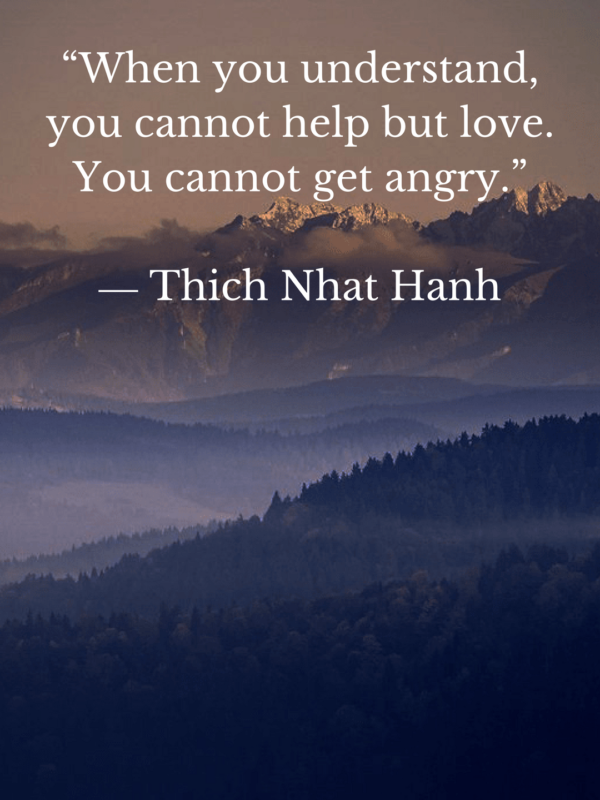 “When you understand,
you cannot help but love.
You cannot get angry.”
— Thich Nhat Hanh